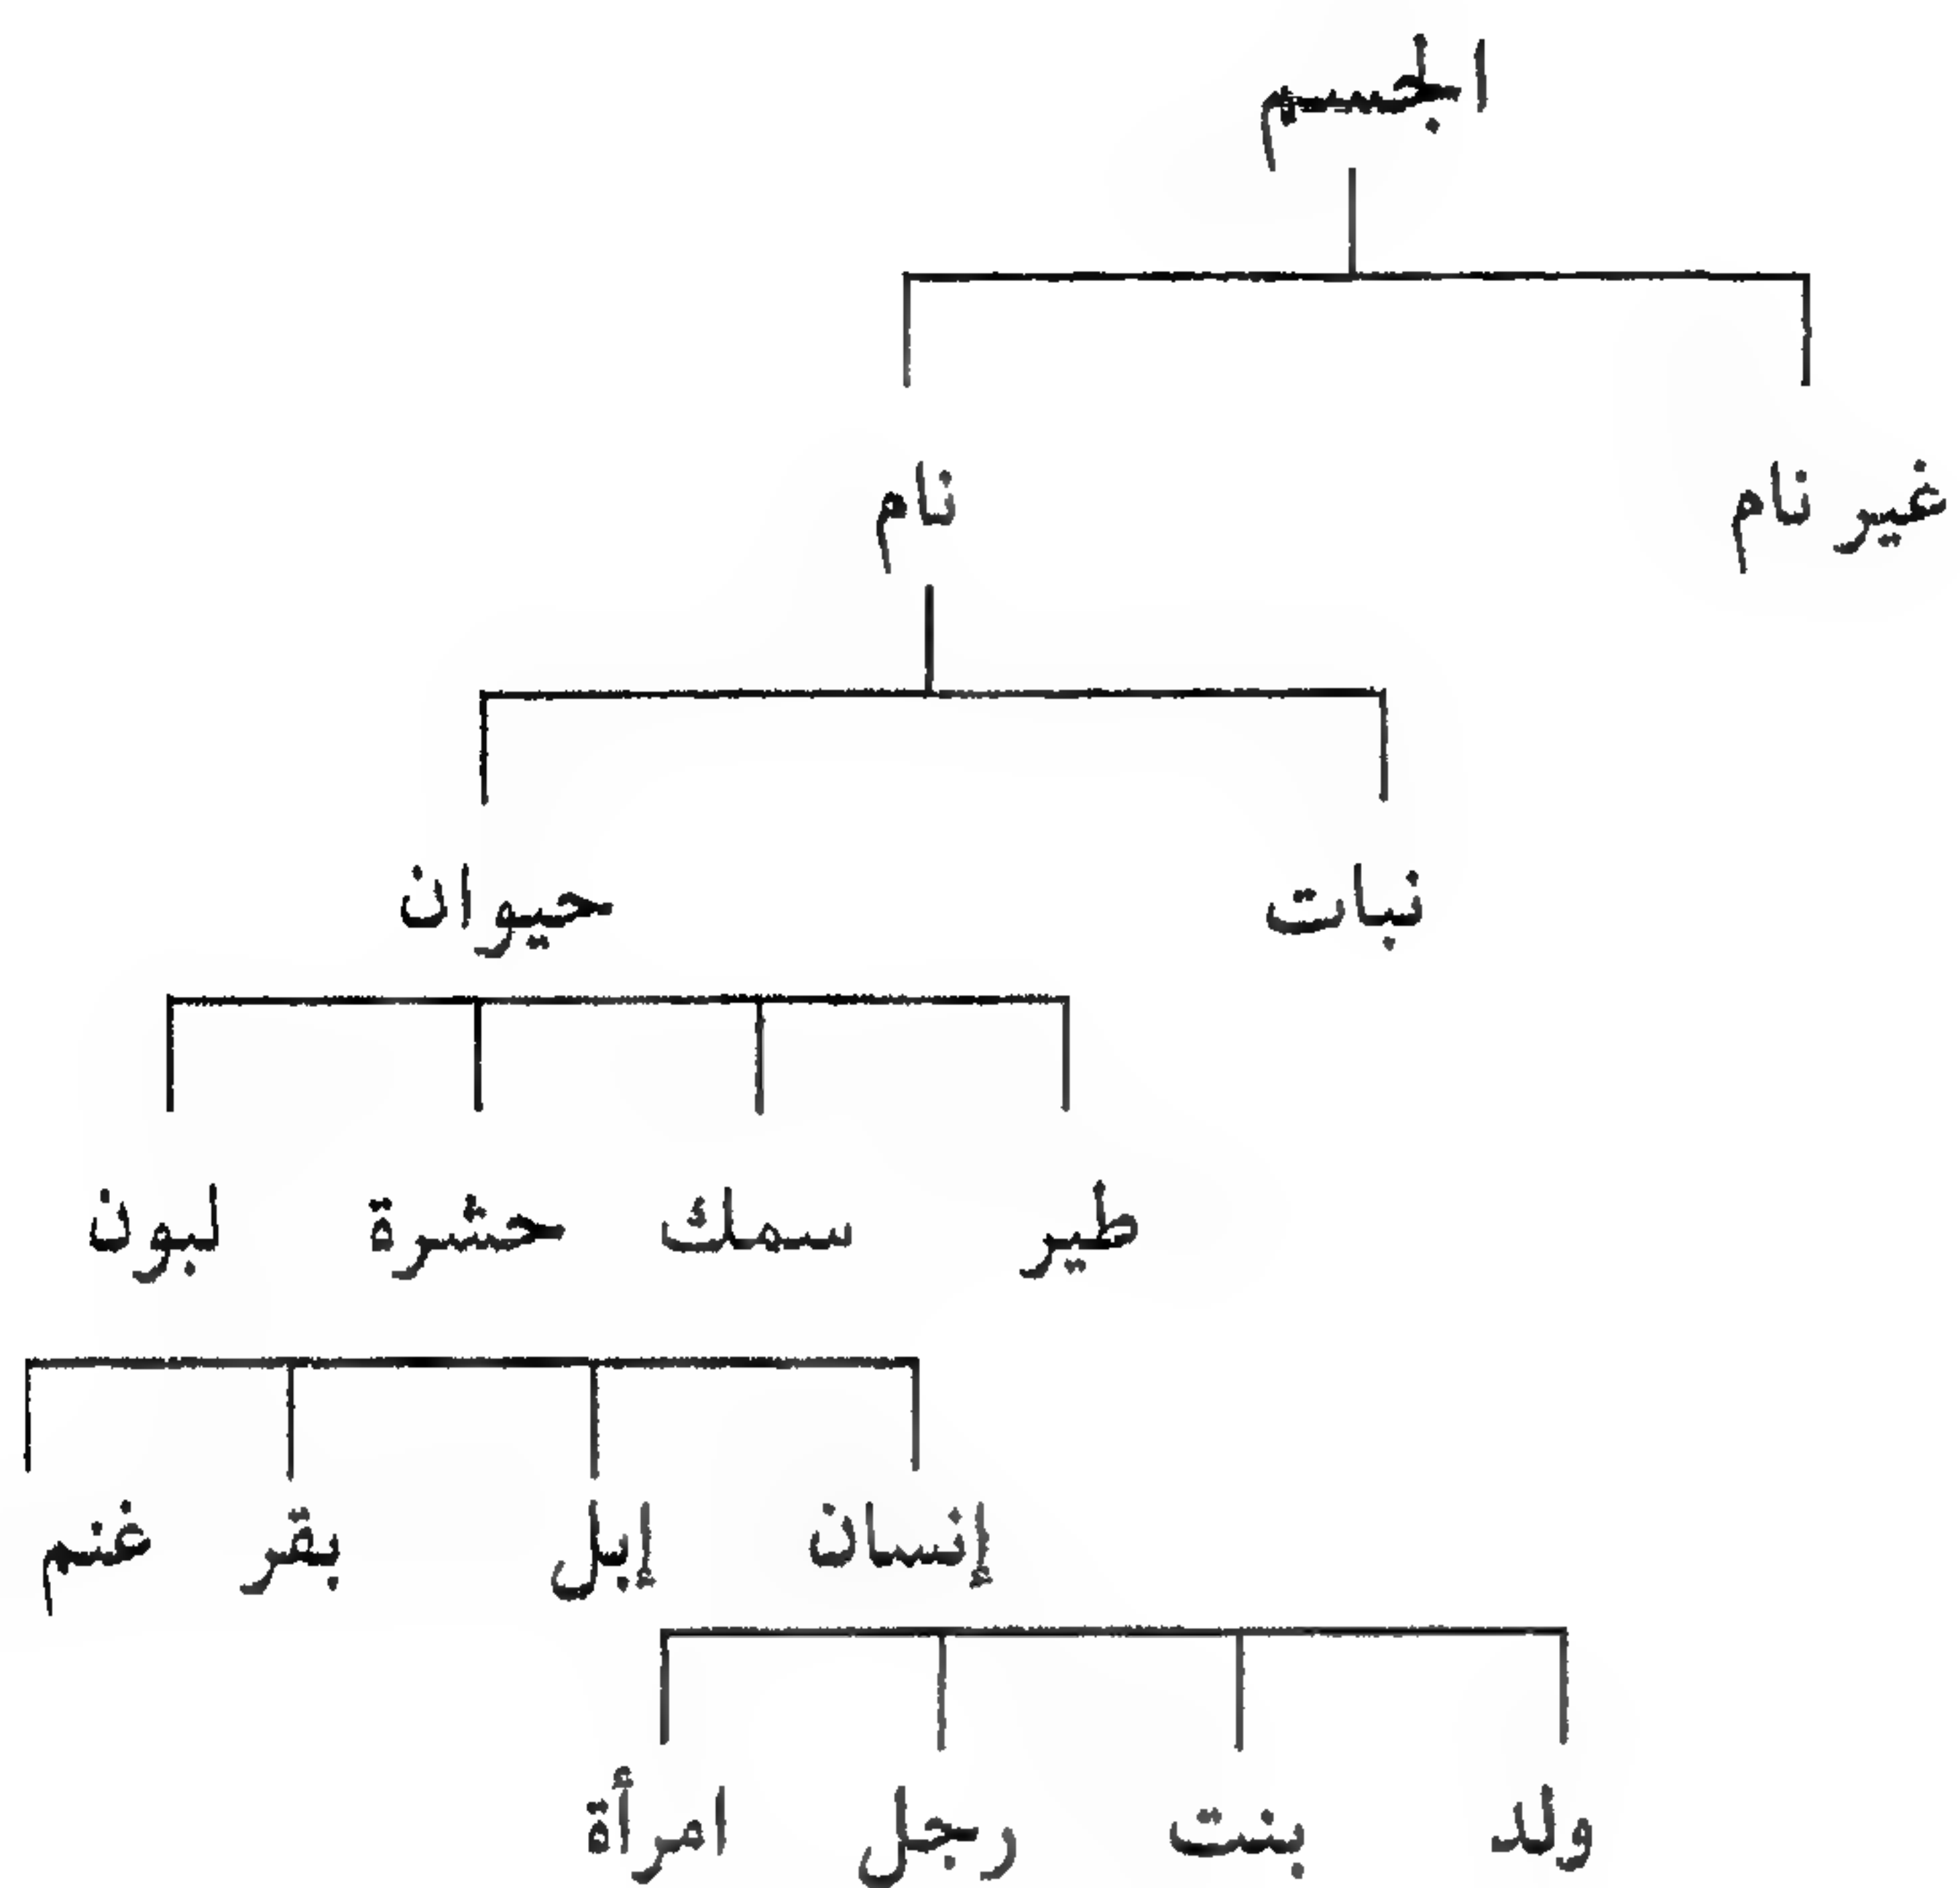 الجسم
غير نام نام
نبات حيوان
طير سمك حشرة لبون
إنسان إبل بقر غنم
ولد بنت رجل امرأة